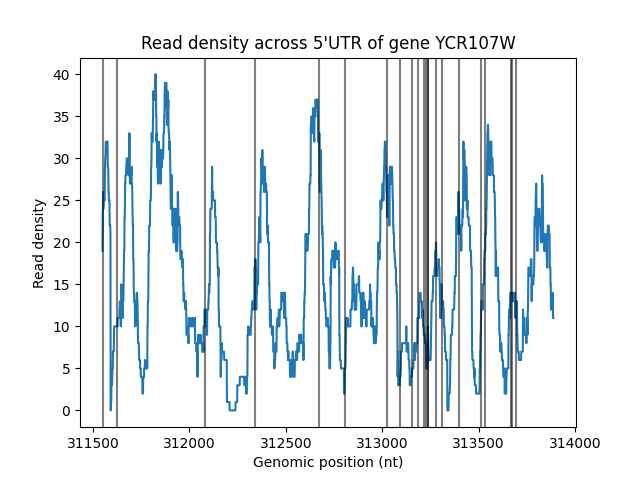 Read density across 5'UTR of gene YCR107W
40
35
30
25
20
15
10
5
0
Read density
311500 312000 312500 313000 313500 314000
Genomic position (nt)